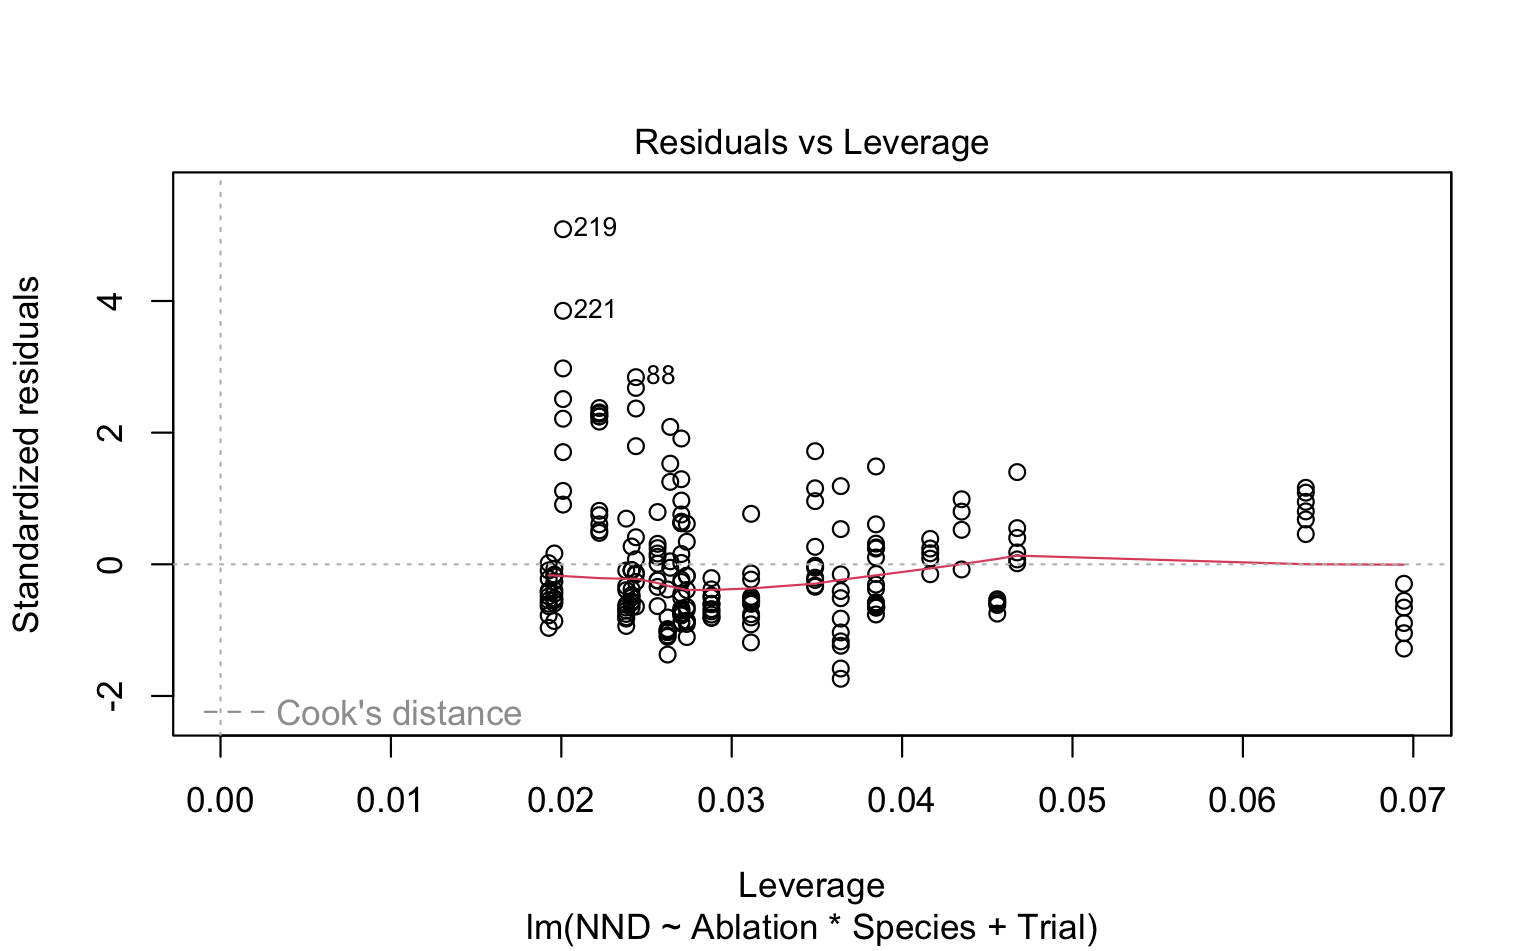 Residuals vs Leverage
219
221
88
Standardized residuals
4
2
0
-2
Cook's distance
0.00 0.01 0.02 0.03 0.04 0.05 0.06 0.07
Leverage
lm(NND ~ Ablation * Species + Trial)